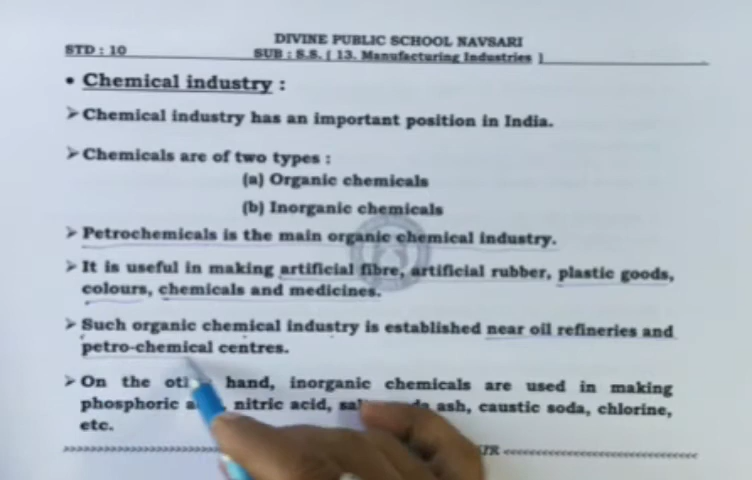 DIVINE PUBLIC SCHOOL NAVSARI
STD : 10 SUB : S.S. [ 13. Manufacturing Industries ]
• Chemical industry :
➢ Chemical industry has an important position in India.
➢ Chemicals are of two types :
(a) Organic chemicals
(b) Inorganic chemicals
➢ Petrochemicals is the main organic chemical industry.
➢ It is useful in making artificial fibre, artificial rubber, plastic goods,
colours, chemicals and medicines.
➢ Such organic chemical industry is established near oil refineries and
petro-chemical centres.
➢ On the hand, inorganic chemicals are used in making
phosphoric nitric acid, ash, caustic soda, chlorine,
etc.